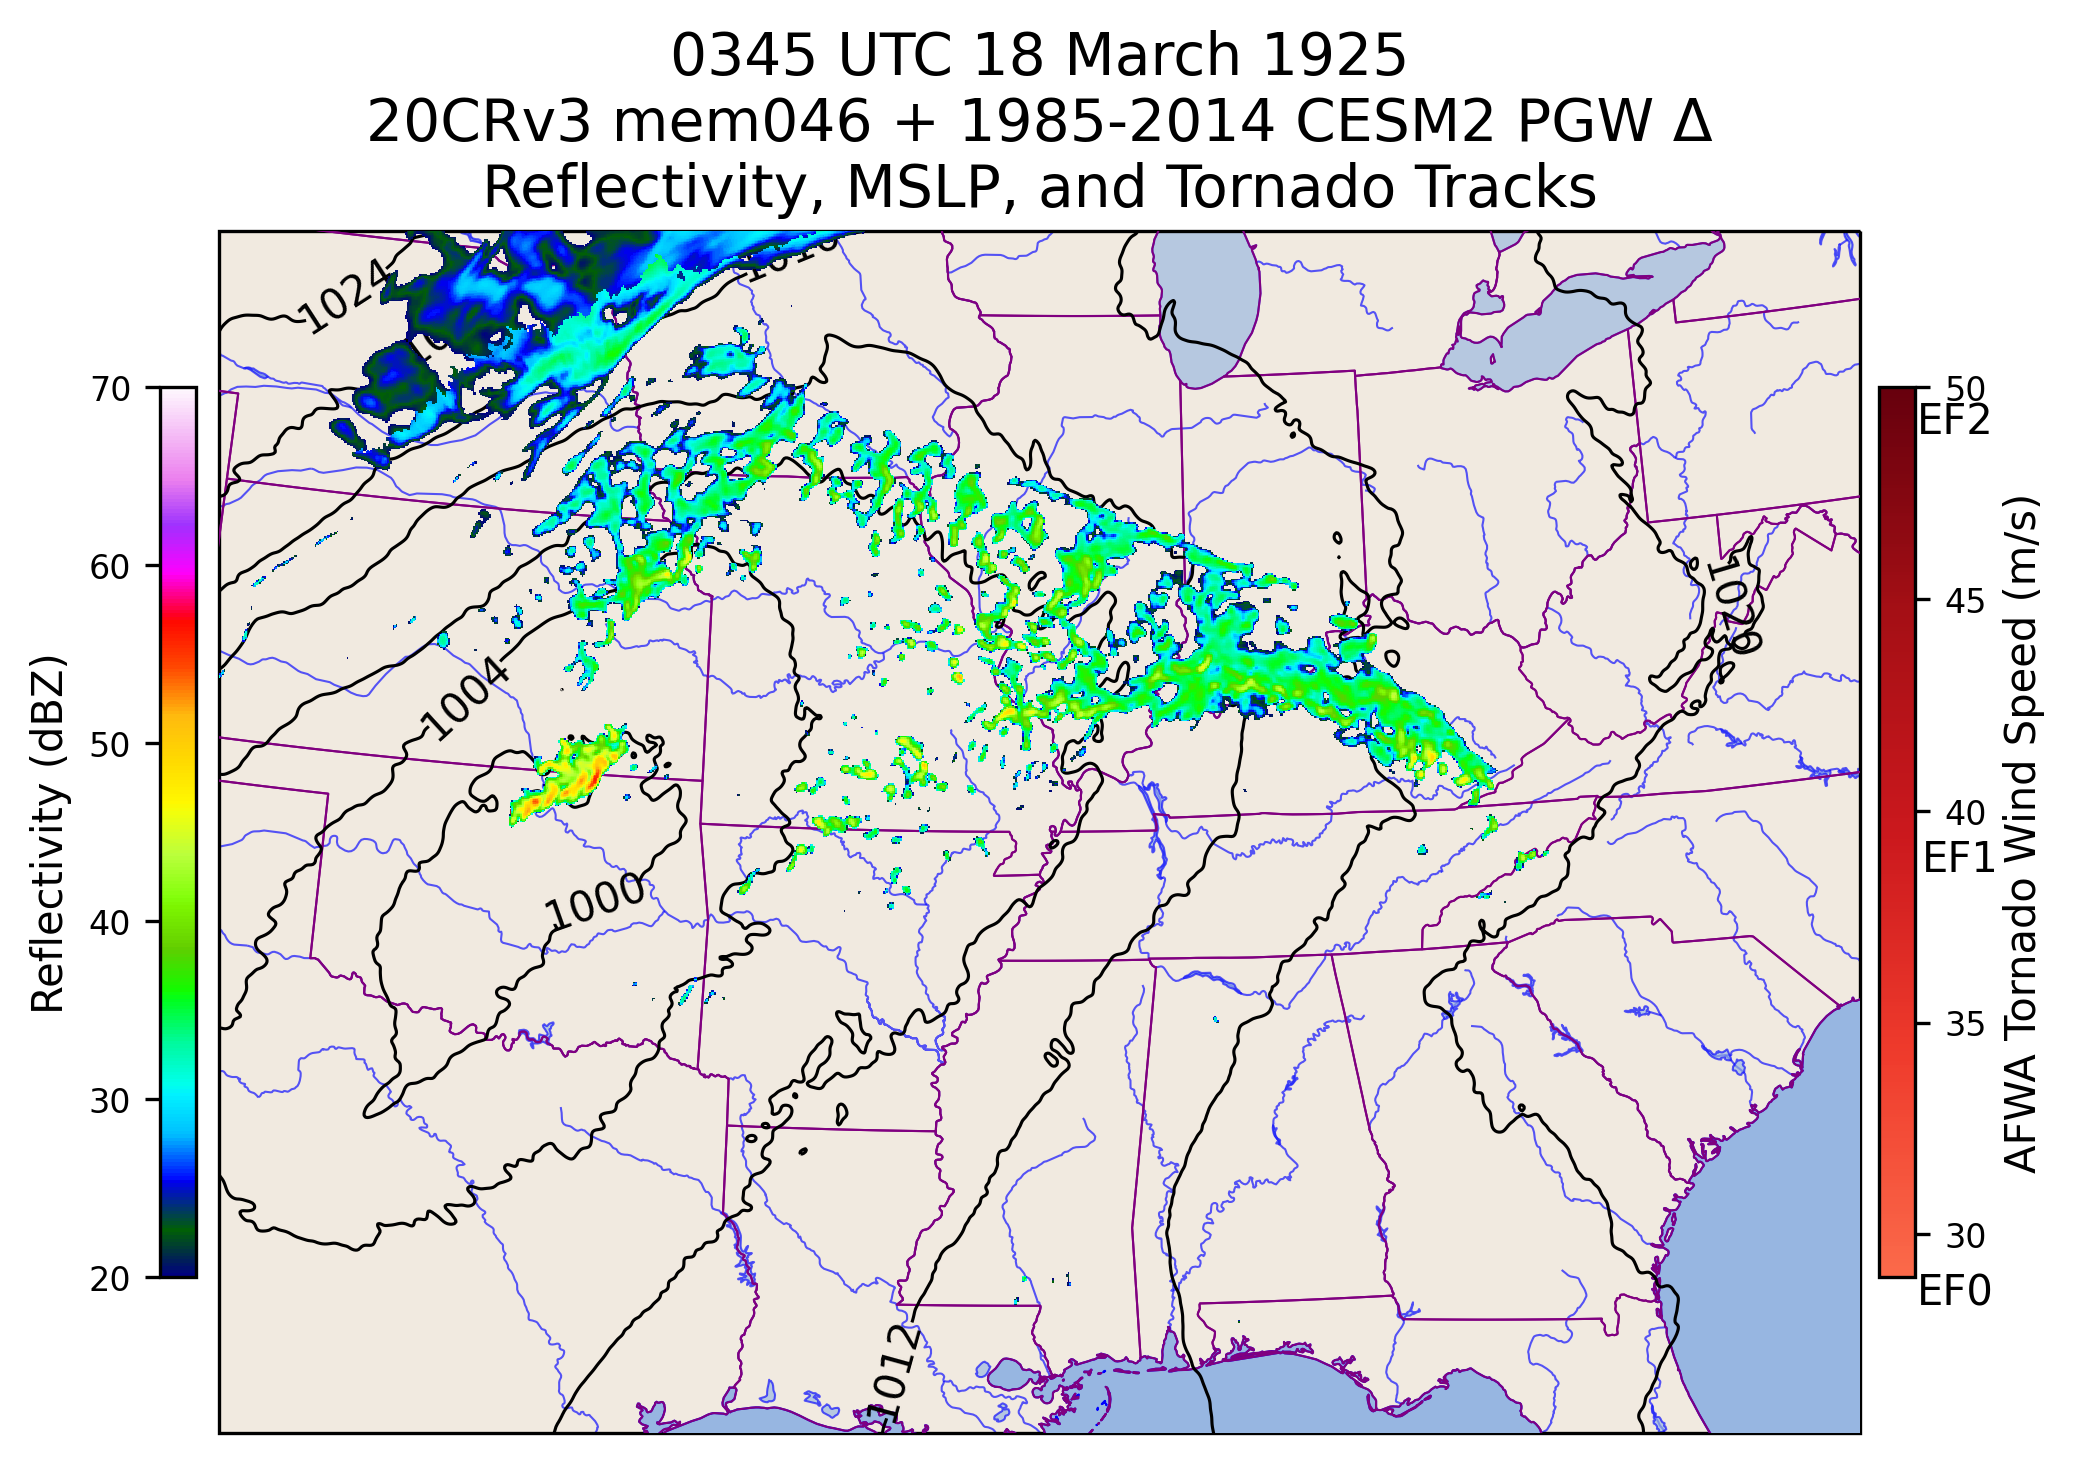 0345 UTC 18 March 1925
20CRv3 mem046 + 1985-2014 CESM2 PGW Δ
Reflectivity, MSLP, and Tornado Tracks
Reflectivity (dBZ)
70
60
50
40
30
20
1024
1004
1000
1012
50
EF2
45
40
EF1
35
30
EF0
AFWA Tornado Wind Speed (m/s)